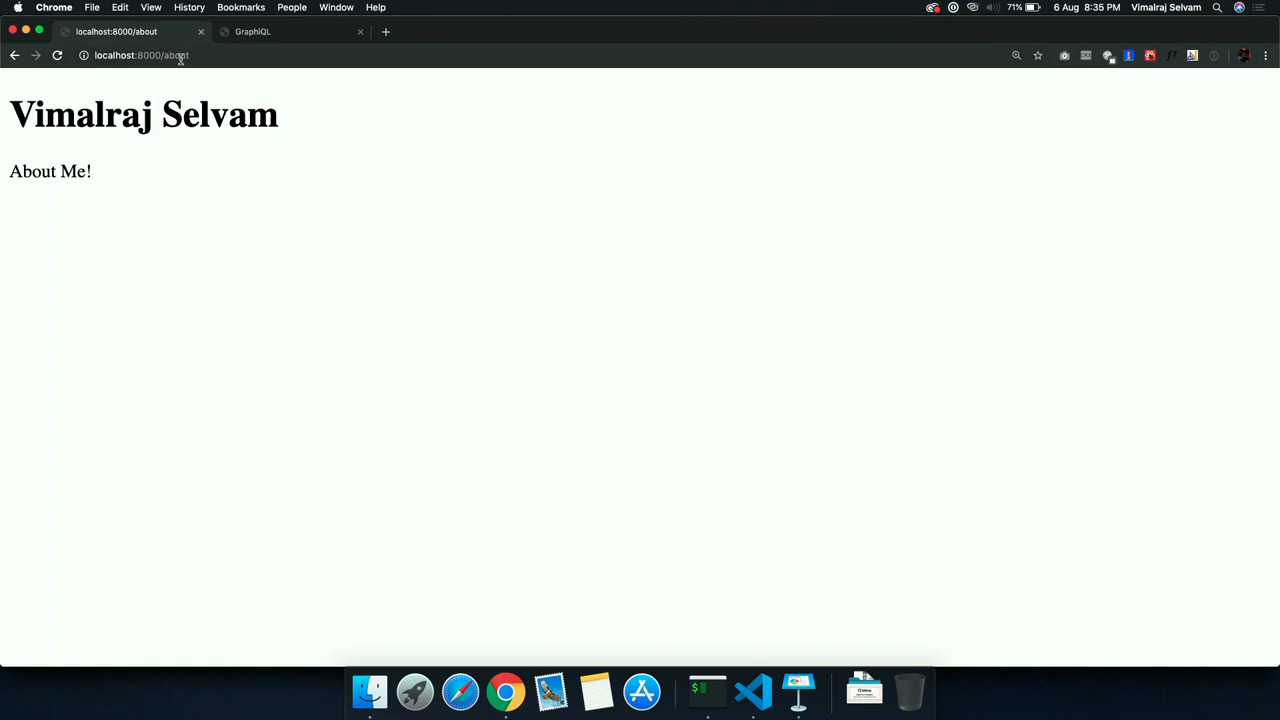 Chrome File Edit View History Bookmarks People Window Help 71% 6 Aug 8:35 PM Vimalraj Selvam
localhost:8000/about GraphiQL
localhost:8000/about
Vimalraj Selvam
About Me!